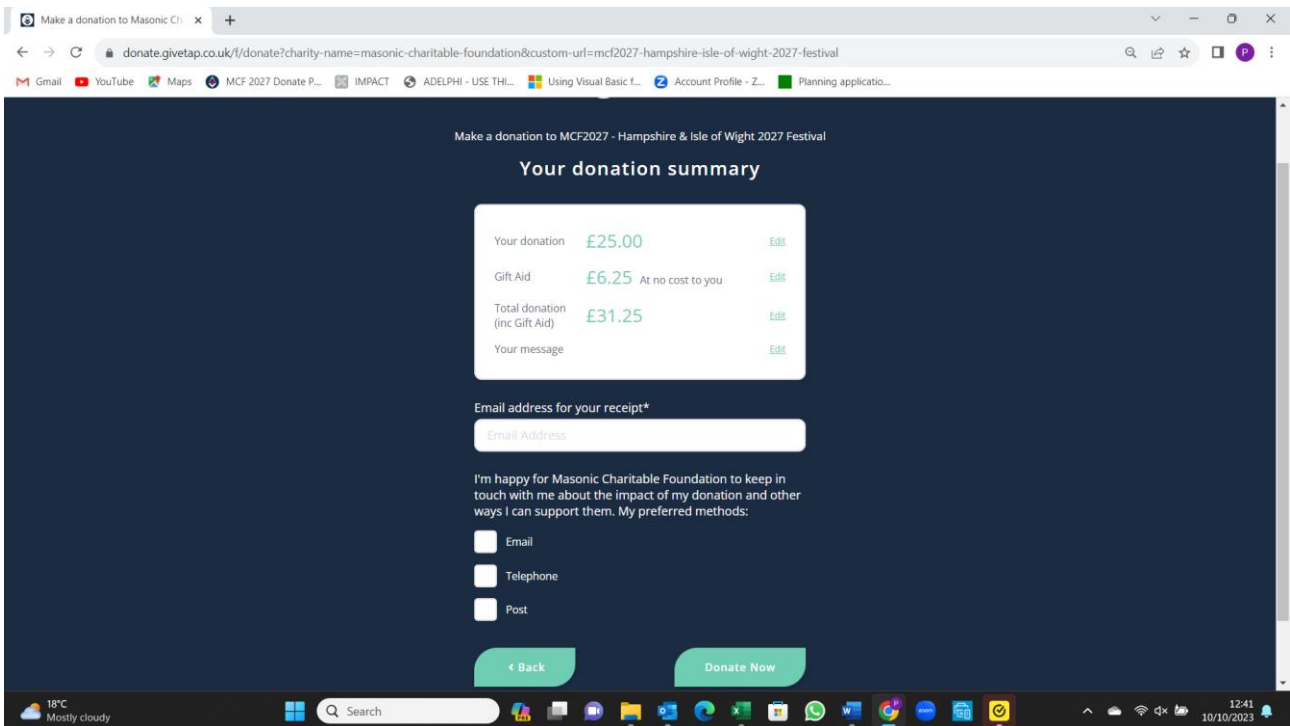 Make a donation to Masonic Ch
donate.givetap.co.uk/f/donate?charity-name=masonic-charitable-foundation&custom-url=mcf2027-hampshire-isle-of-wight-2027-festival
P
Gmail YouTube Maps MCF 2027 Donate P... IMPACT ADELPHI - USE THI... Using Visual Basic f... Account Profile - Z... Planning applicatio...
Make a donation to MCF2027 - Hampshire & Isle of Wight 2027 Festival
Your donation summary
Your donation £25.00 Edit
Gift Aid £6.25 At no cost to you Edit
Total donation
(inc Gift Aid) £31.25 Edit
Your message Edit
Email address for your receipt*
Email Address
I'm happy for Masonic Charitable Foundation to keep in
touch with me about the impact of my donation and other
ways I can support them. My preferred methods:
Email
Telephone
Post
< Back Donate Now
18°C
Mostly cloudy
Search
12:41
10/10/2023